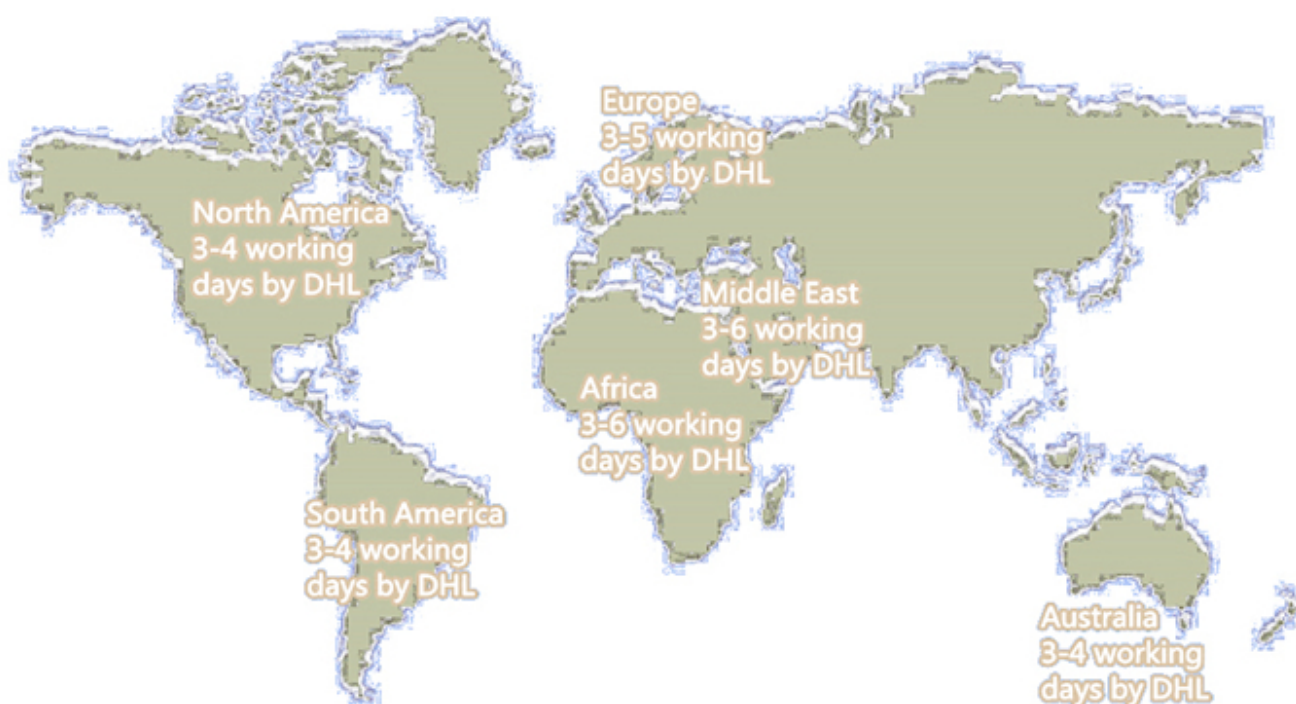 Europe
3-5 working
days by DHL
North America
3-4 working
days by DHL
Middle East
3-6 working
days by DHL
Africa
3-6 working
days by DHL
South America
3-4 working
days by DHL
Australia
3-4 working
days by DHL